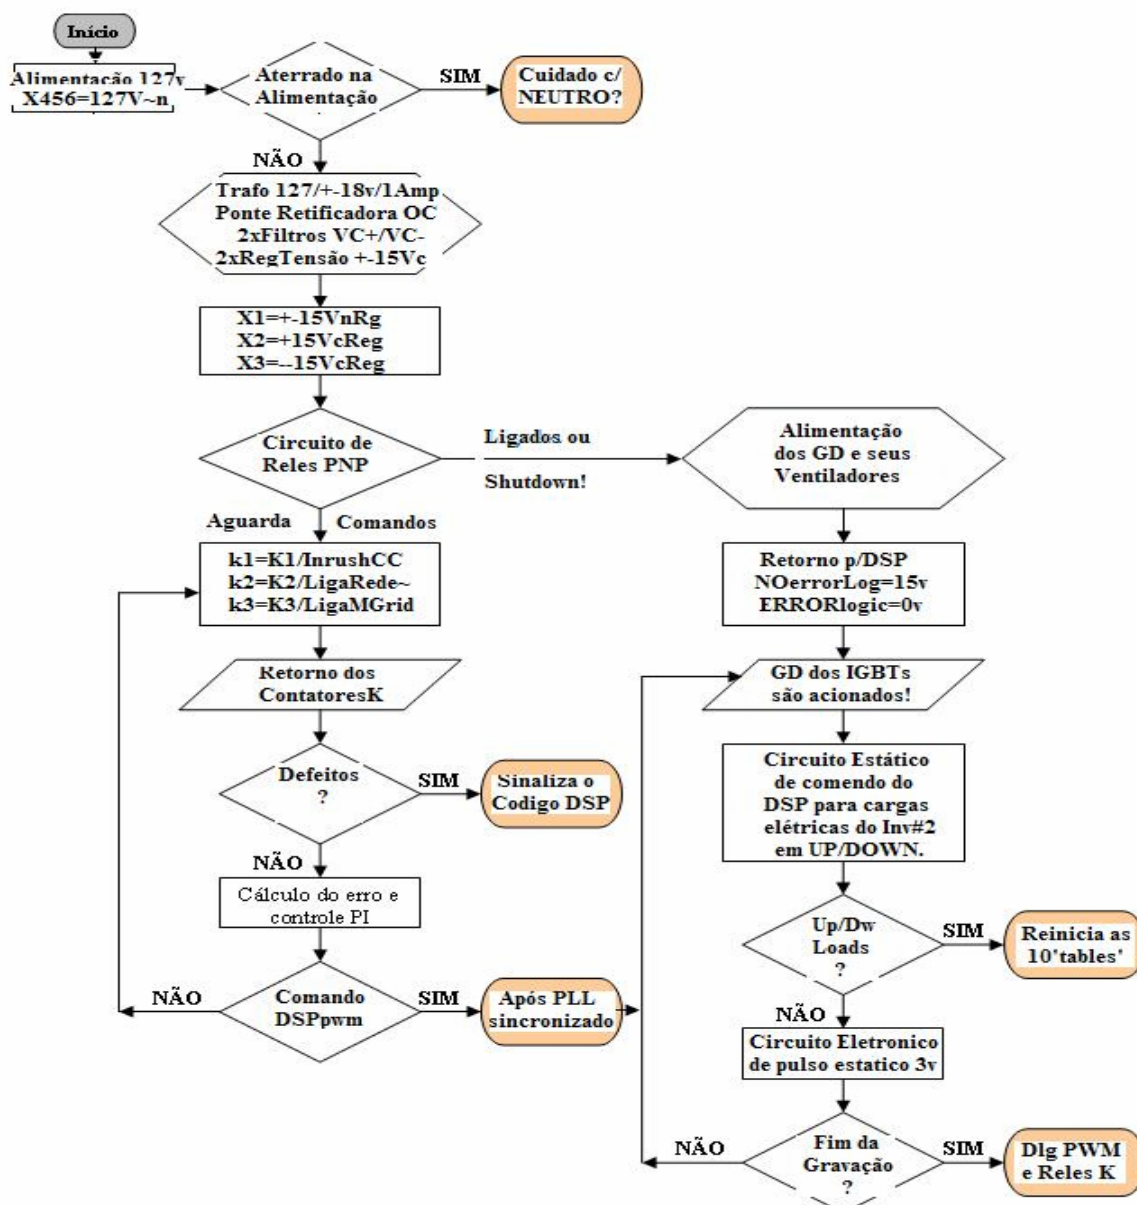 Início
Alimentação 127v
X456=127V~n
Aterrado na
Alimentação
SIM
Cuidado c/
NEUTRO?
NÃO
Trafo 127/+-18v/1Amp
Ponte Retificadora OC
2xFiltros VC+/VC-
2xRegTensão +-15Vc
X1=+-15VnRg
X2=+15VcReg
X3=--15VcReg
Circuito de
Reles PNP
Ligados ou
Shutdown!
Alimentação
dos GD e seus
Ventiladores
Aguarda
Comandos
k1=K1/InrushCC
k2=K2/LigaRede~
k3=K3/LigaMGrid
Retorno p/DSP
NOerrorLog=15v
ERRORlogic=0v
Retorno dos
ContatoresK
GD dos IGBTs
são acionados!
Defeitos
?
SIM
Sinaliza o
Codigo DSP
Circuito Estático
de comendo do
DSP para cargas
elétricas do Inv#2
em UP/DOWN.
NÃO
Cálculo do erro e
controle PI
Up/Dw
Loads
?
SIM
Reinicia as
10'tables'
NÃO
Comando
DSPpwm
SIM
Após PLL
sincronizado
NÃO
Circuito Eletronico
de pulso estatico 3v
NÃO
Fim da
Gravação
?
SIM
Dlg PWM
e Reles K